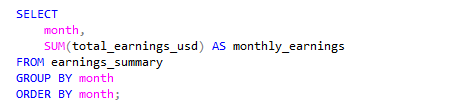 SELECT
    month,
    SUM(total_earnings_usd) AS monthly_earnings
FROM earnings_summary
GROUP BY month
ORDER BY month;